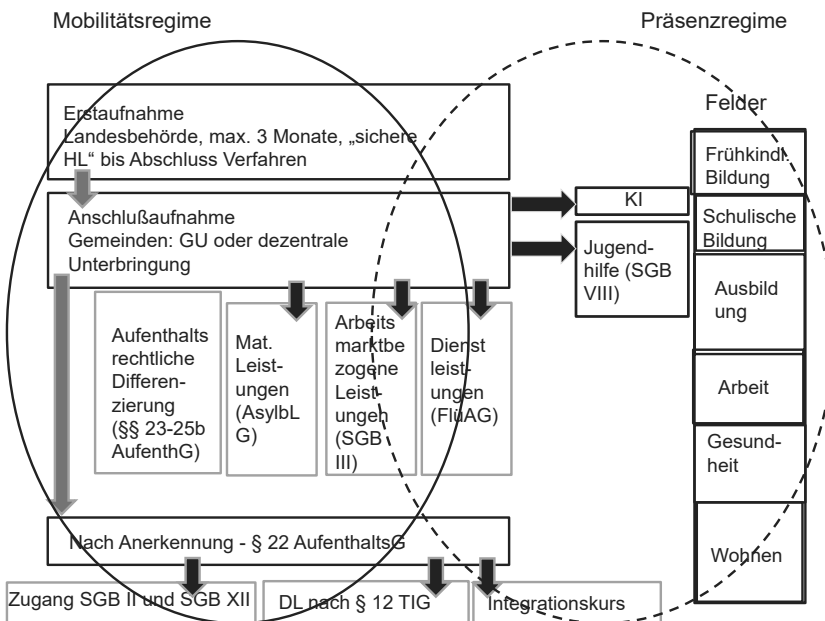 Mobilitätsregime
Präsenzregime
Erstaufnahme
Landesbehörde, max. 3 Monate, „sichere
HL“ bis Abschluss Verfahren
Anschlußaufnahme
Gemeinden: GU oder dezentrale
Unterbringung
Aufenthalts
rechtliche
Differen-
zierung
(§§ 23-25b
AufenthG)
Mat.
Leist-
ungen
(AsylbL
G)
Arbeits
marktbe
zogene
Leist-
ungen
(SGB
III)
Dienst
leist-
ungen
(FlüAG)
KI
Jugend-
hilfe (SGB
VIII)
Felder
Frühkindl.
Bildung
Schulische
Bildung
Ausbild
ung
Arbeit
Gesund-
heit
Wohnen
Nach Anerkennung - § 22 AufenthaltsG
Zugang SGB II und SGB XII
DL nach § 12 TIG
Integrationskurs